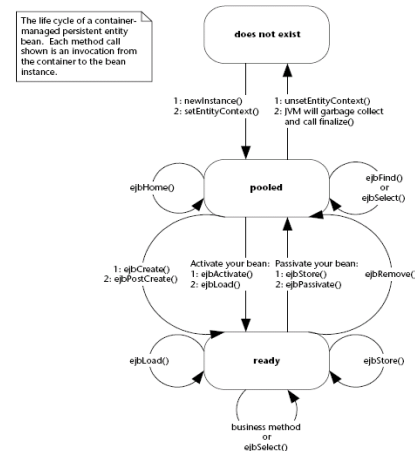 The life cycle of a container-
managed persistent entity
bean. Each method call
shown is an invocation from
the container to the bean
instance.
does not exist
1: newInstance()
2: setEntityContext()
1: unsetEntityContext()
2: JVM will garbage collect
and call finalize()
ejbHome()
pooled
ejbFind()
or
ejbSelect()
1: ejbCreate()
2: ejbPostCreate()
Activate your bean:
1: ejbActivate()
2: ejbLoad()
Passivate your bean:
1: ejbStore()
2: ejbPassivate()
ejbRemove()
ejbLoad()
ready
ejbStore()
business method
or
ejbSelect()